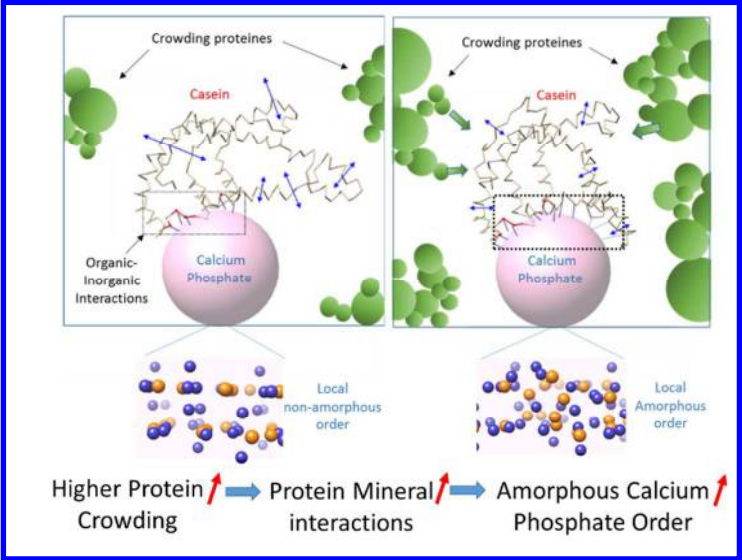 Crowding proteines
Casein
Organic-
Inorganic
Interactions
Calcium
Phosphate
Local
non-amorphous
order
Crowding proteines
Casein
Calcium
Phosphate
Local
Amorphous
order
Higher Protein
Crowding
Protein Mineral
interactions
Amorphous Calcium
Phosphate Order